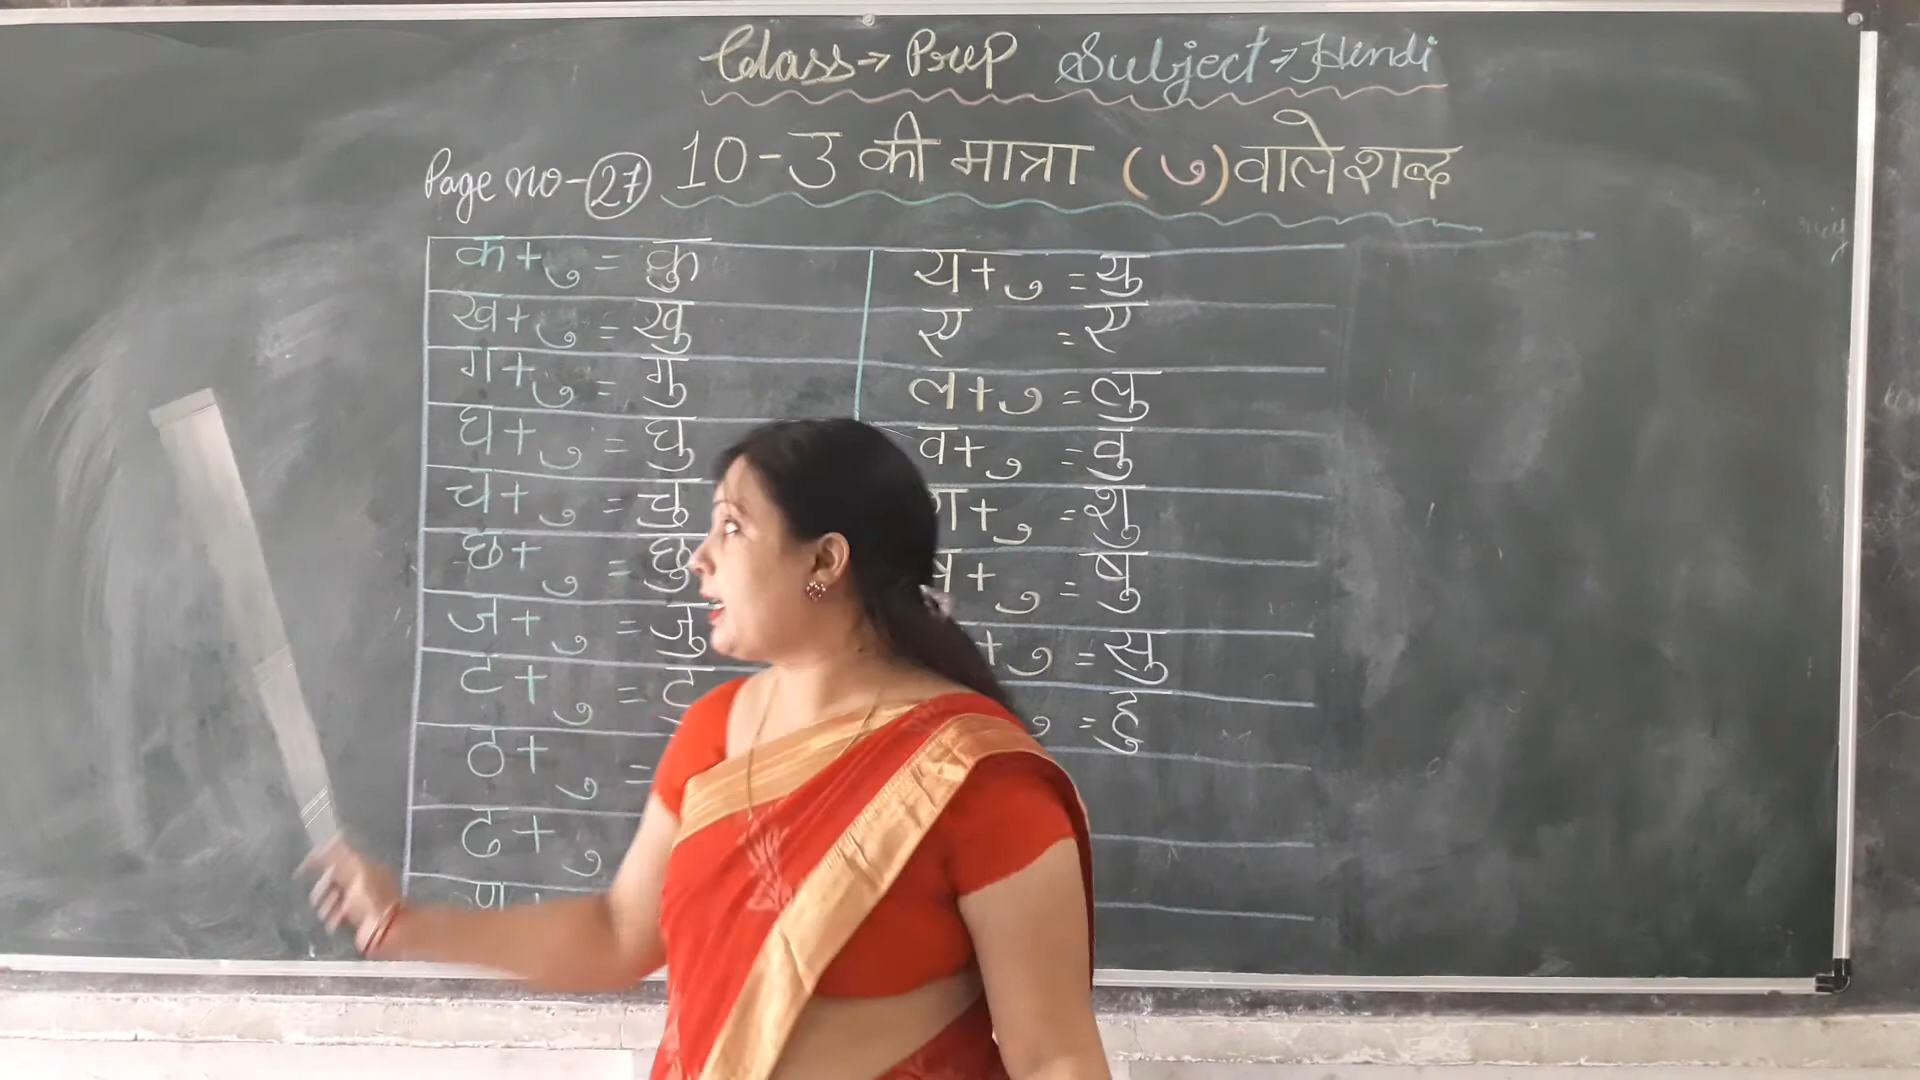 Class→Prep Subject→Hindi
Page no-27 10-उ की मात्रा (ु) वाले शब्द
क+ु = कु
ख+ु = खु
ग+ु = गु
घ+ु = घु
च+ु = चु
छ+ु = छु
ज+ु = जु
ट+ु = टु
ठ+ु =
ढ+ु
ण+
य+ु = यु
ल+ु = लु
व+ु = वु
श+ु = शु
ष+ु = षु
+ु = सु
ु = हु